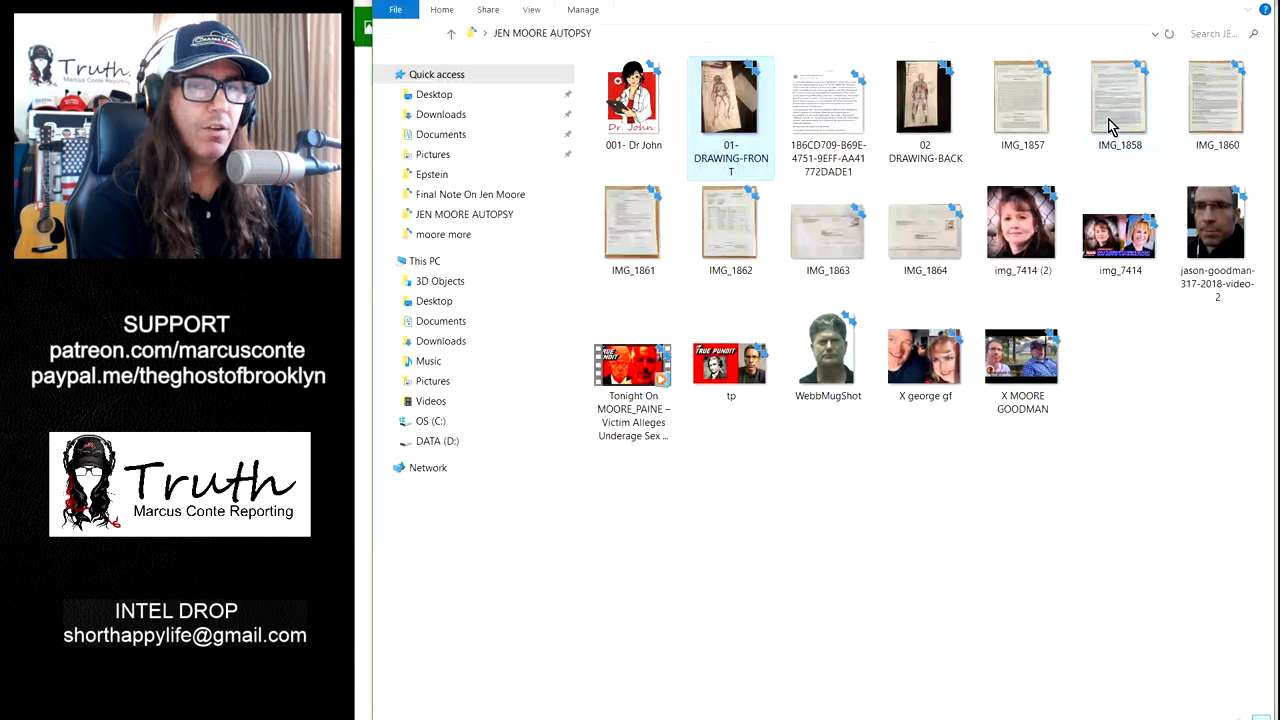 Truth.
Marcus Conte Reporting
SUPPORT
patreon.com/marcusconte
paypal.me/theghostofbrooklyn
Truth
Marcus Conte Reporting
INTEL DROP
shorthappylife@gmail.com
File
Home
Share
View
Manage
JEN MOORE AUTOPSY
Search JE...
Quick access
Desktop
Downloads
Documents
Pictures
Epstein
Final Note On Jen Moore
JEN MOORE AUTOPSY
moore more
This PC
3D Objects
Desktop
Documents
Downloads
Music
Pictures
Videos
OS (C:)
DATA (D:)
Network
Dr. John
001- Dr John
01-
DRAWING-FRON
T
1B6CD709-B69E-
4751-9EFF-AA41
772DADE1
02
DRAWING-BACK
IMG_1857
IMG_1858
IMG_1860
IMG_1861
IMG_1862
IMG_1863
IMG_1864
img_7414 (2)
img_7414
jason-goodman-
317-2018-video-
2
Tonight On
MOORE_PAINE –
Victim Alleges
Underage Sex ...
TRUE PUNDIT
tp
WebbMugShot
X george gf
X MOORE
GOODMAN